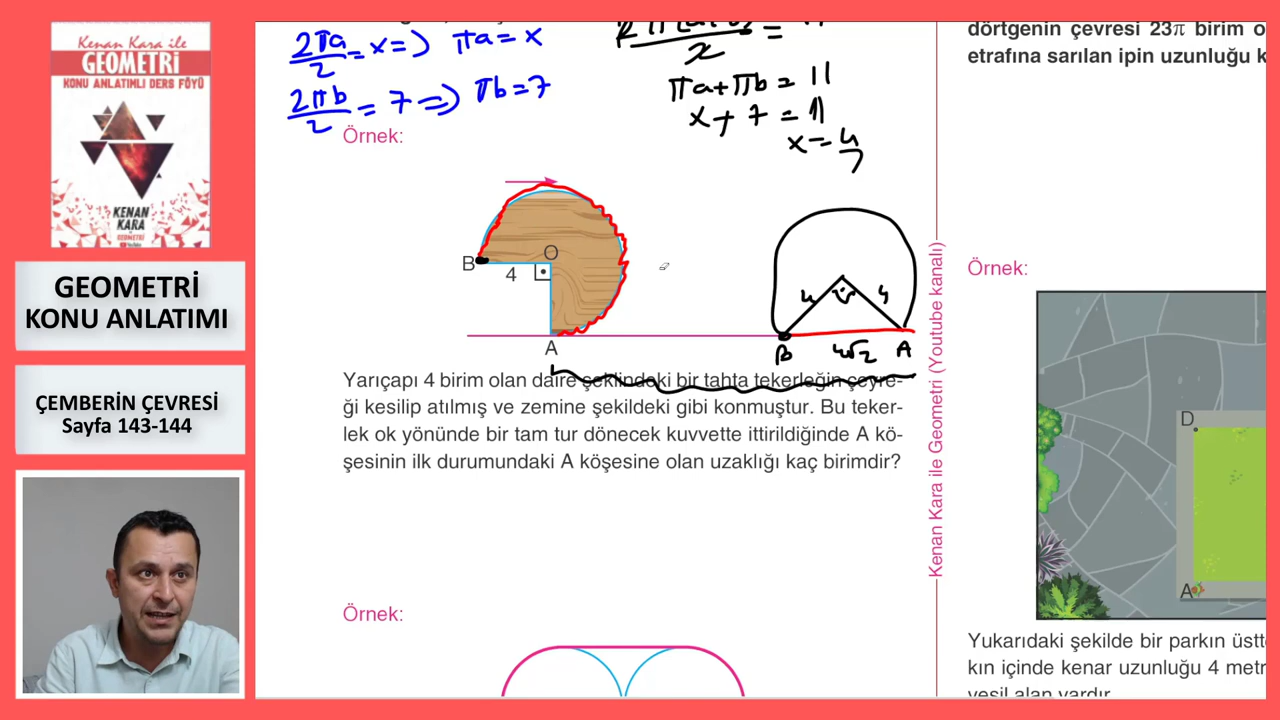 Kenan Kara ile
GEOMETRİ
KONU ANLATIMLI DERS FÖYÜ
KENAN
KARA
GEOMETRİ
GEOMETRİ
KONU ANLATIMI
ÇEMBERİN ÇEVRESİ
Sayfa 143-144
2πa/2 = x => πa = x
2πb/2 = 7 => πb = 7
πa + πb = 11
x + 7 = 11
x = 4
Örnek:
B
O
4
A
4
4
B
4√2
A
Yarıçapı 4 birim olan daire şeklindeki bir tahta tekerleğin çeyre-
ği kesilip atılmış ve zemine şekildeki gibi konmuştur. Bu teker-
lek ok yönünde bir tam tur dönecek kuvvette ittirildiğinde A kö-
şesinin ilk durumundaki A köşesine olan uzaklığı kaç birimdir?
Örnek:
Kenan Kara ile Geometri (Youtube kanalı)
dörtgenin çevresi 23π birim o
etrafına sarılan ipin uzunluğu k
Örnek:
D
A
Yukarıdaki şekilde bir parkın üstt
kın içinde kenar uzunluğu 4 metr
yeşil alan vardır